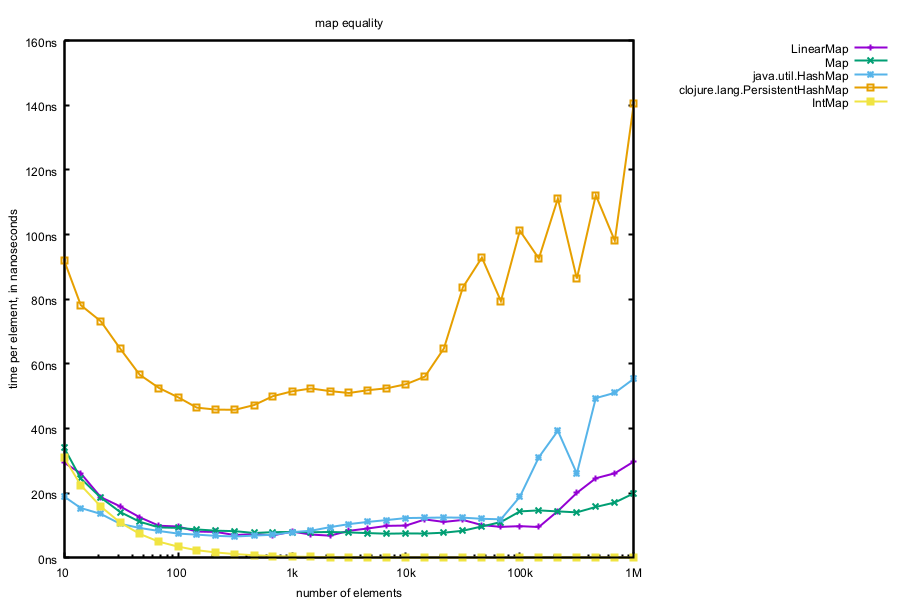 map equality
160ns
140ns
120ns
100ns
80ns
60ns
40ns
20ns
0ns
time per element, in nanoseconds
10
100
1k
10k
100k
1M
number of elements
LinearMap
Map
java.util.HashMap
clojure.lang.PersistentHashMap
IntMap